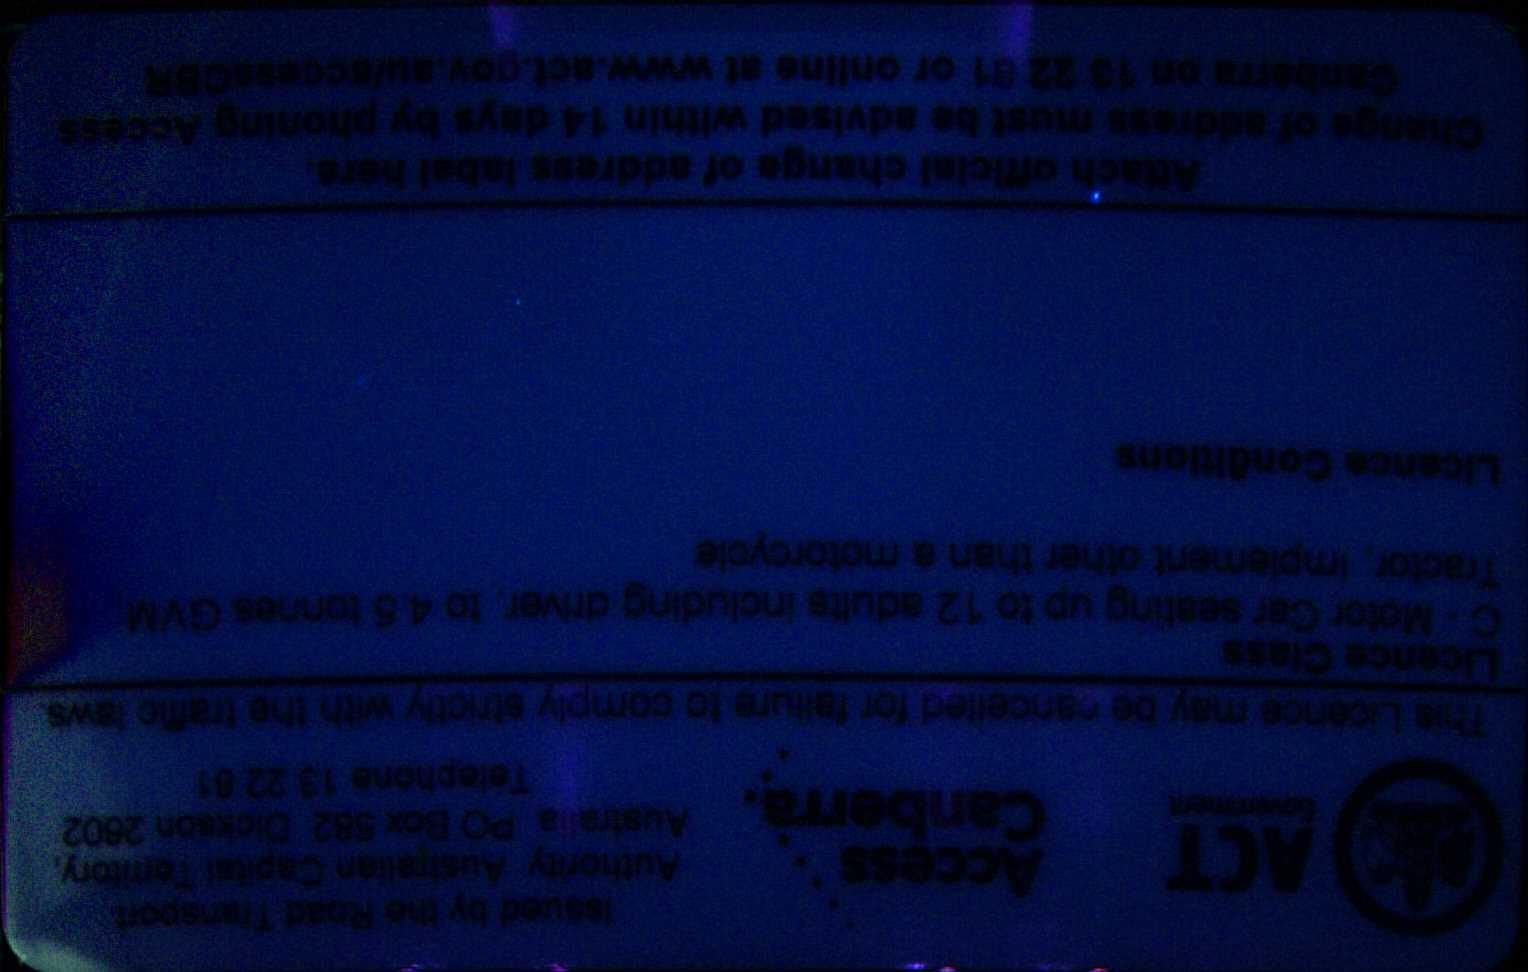 ACT
Government
Access
Canberra.
Issued by the Road Transport
Authority Australian Capital Territory,
Australia PO Box 582 Dickson 2602
Telephone 13 22 81
This Licence may be cancelled for failure to comply strictly with the traffic laws.
Licence Class
C - Motor Car seating up to 12 adults including driver, to 4.5 tonnes GVM
Tractor, implement other than a motorcycle
Licence Conditions
Attach official change of address label here.
Change of address must be advised within 14 days by phoning Access
Canberra on 13 22 81 or online at www.act.gov.au/accessCBR